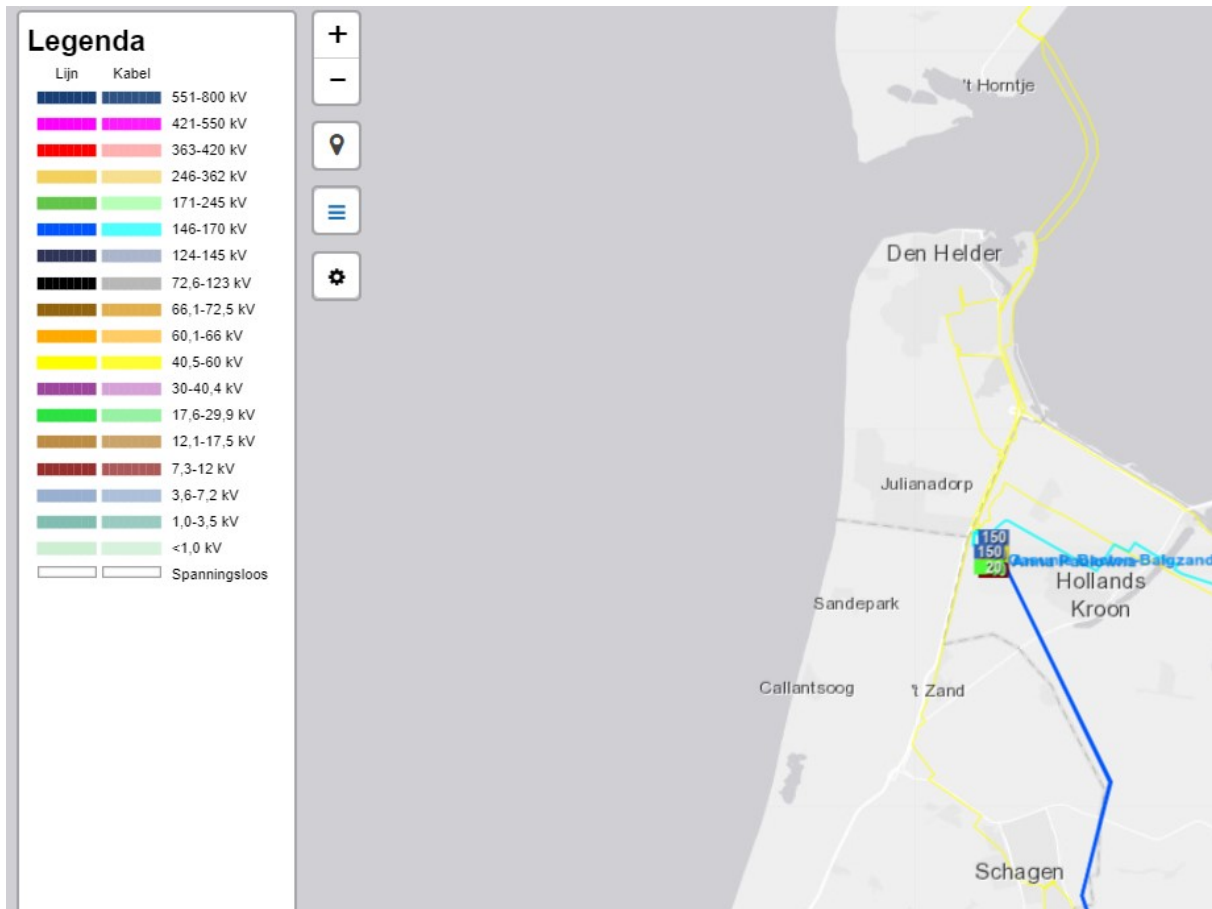 Legenda
Lijn Kabel
551-800 kV
421-550 kV
363-420 kV
246-362 kV
171-245 kV
146-170 kV
124-145 kV
72,6-123 kV
66,1-72,5 kV
60,1-66 kV
40,5-60 kV
30-40,4 kV
17,6-29,9 kV
12,1-17,5 kV
7,3-12 kV
3,6-7,2 kV
1,0-3,5 kV
<1,0 kV
Spanningsloos
+
−
't Horntje
Den Helder
Julianadorp
150
150
20
Balgzand
Hollands
Kroon
Sandepark
Callantsoog
't Zand
Schagen